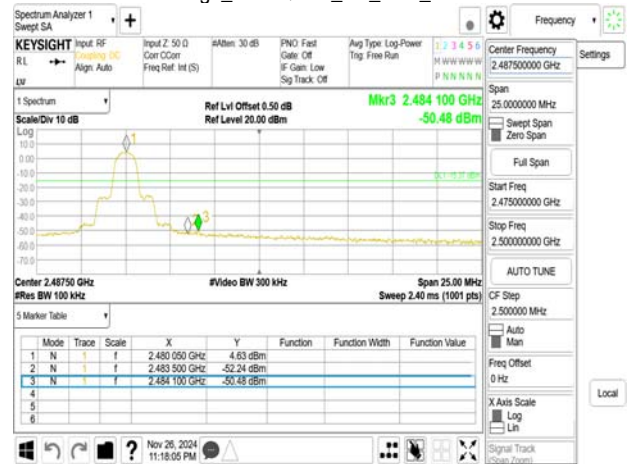 Spectrum Analyzer 1
Swept SA
Frequency
KEYSIGHT Input: RF
RL
Coupling: DC
Align: Auto
LV
Input Z: 50 Ω
Corr CCorr
Freq Ref: Int (S)
#Atten: 30 dB
PNO: Fast
Gate: Off
IF Gain: Low
Sig Track: Off
Avg Type: Log-Power
Trig: Free Run
1 2 3 4 5 6
M W W W W W
P N N N N N
Center Frequency
2.487500000 GHz
Settings
Span
25.0000000 MHz
Swept Span
Zero Span
Full Span
Start Freq
2.475000000 GHz
Stop Freq
2.500000000 GHz
AUTO TUNE
CF Step
2.500000 MHz
Auto
Man
Freq Offset
0 Hz
X Axis Scale
Log
Lin
Signal Track
(Span Zoom)
Local
1 Spectrum
Scale/Div 10 dB
Ref Lvl Offset 0.50 dB
Ref Level 20.00 dBm
Mkr3 2.484 100 GHz
-50.48 dBm
Log
10.0
0.00
-10.0
-20.0
-30.0
-40.0
-50.0
-60.0
-70.0
1
3
Center 2.48750 GHz
#Res BW 100 kHz
#Video BW 300 kHz
Span 25.00 MHz
Sweep 2.40 ms (1001 pts)
5 Marker Table
Mode Trace Scale X Y Function Function Width Function Value
1 N 1 f 2.480 050 GHz 4.63 dBm
2 N 1 f 2.483 500 GHz -52.24 dBm
3 N 1 f 2.484 100 GHz -50.48 dBm
4
5
6
Nov 26, 2024
11:18:05 PM